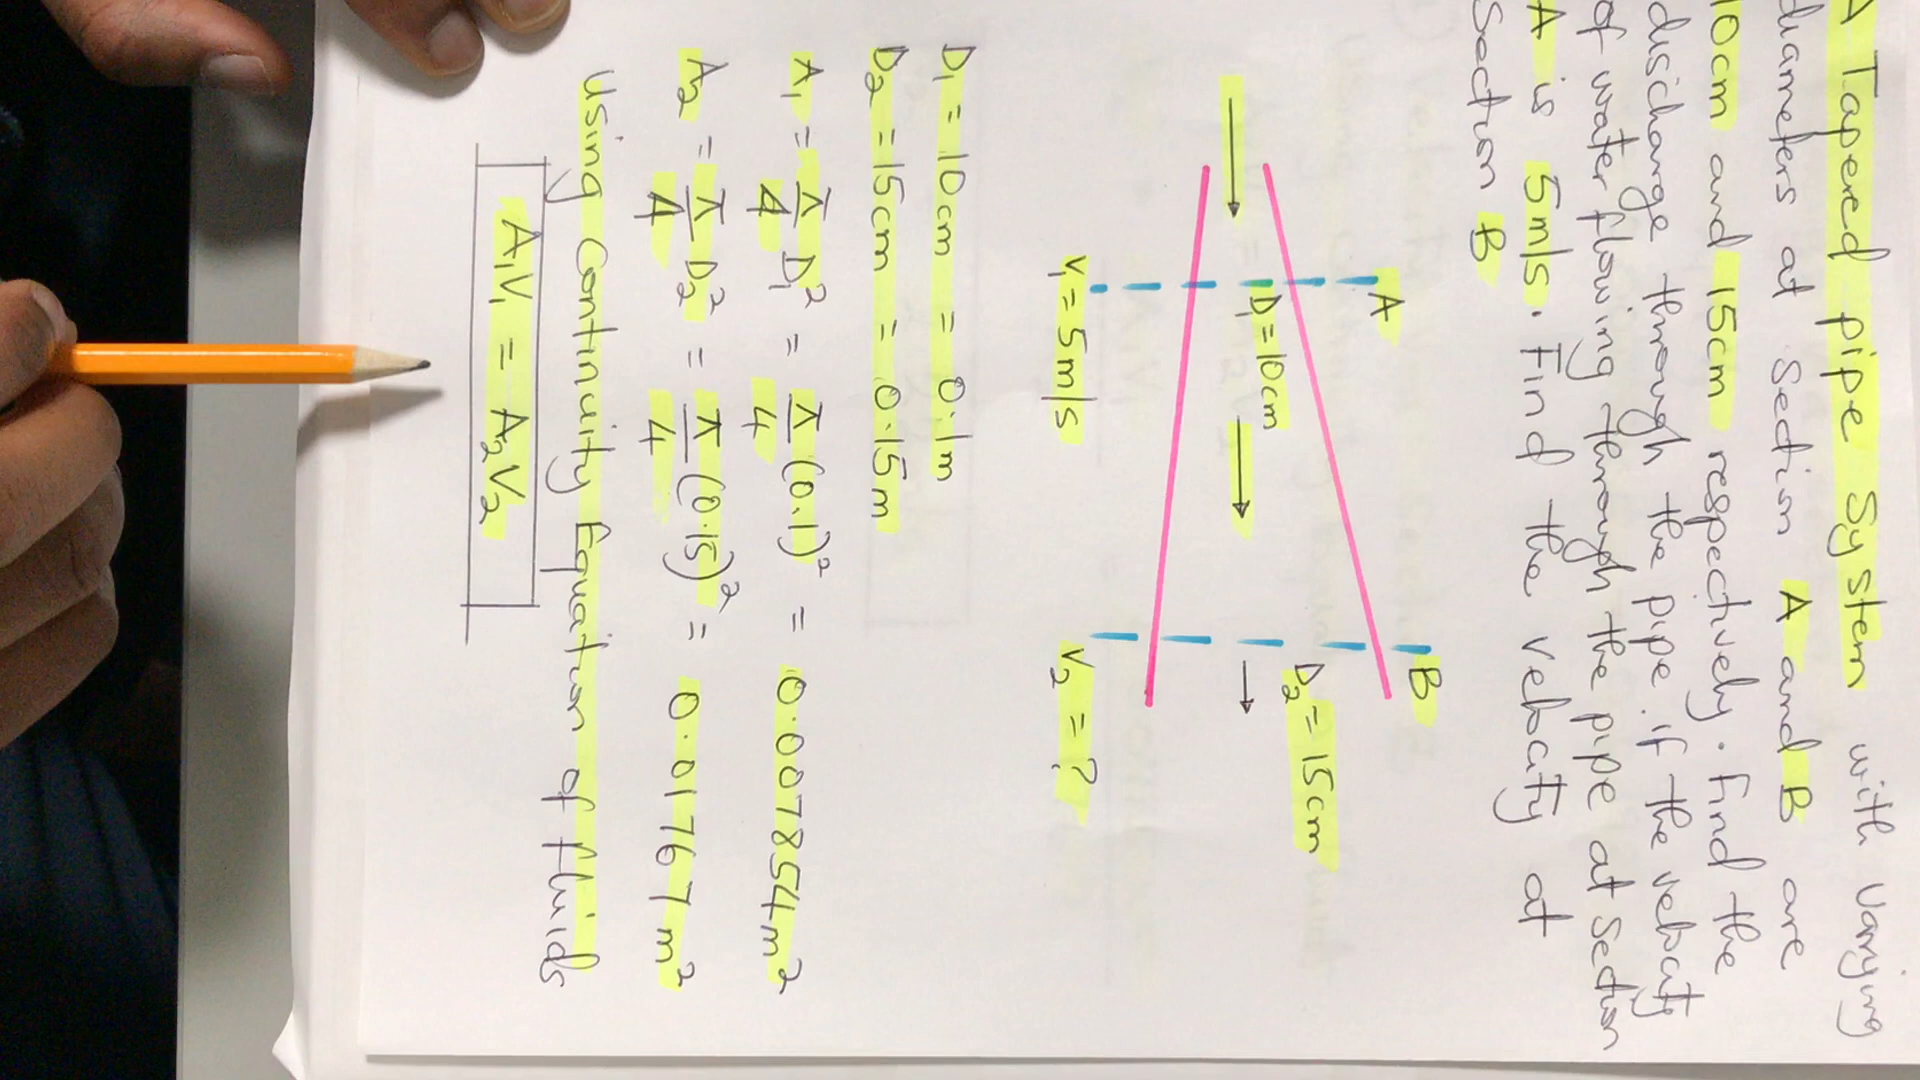 A Tapered pipe System with varying
diameters at Section A and B are
10cm and 15cm respectively. Find the
discharge through the pipe if the velocity
of water flowing through the pipe at Section
A is 5m/s. Find the velocity at
Section B
A
B
D₁=10cm
D₂=15cm
V₁=5m/s
V₂=?
D₁=10cm = 0.1m
D₂=15cm = 0.15m
A₁ = π/4 D₁² = π/4 (0.1)² = 0.007854m²
A₂ = π/4 D₂² = π/4 (0.15)² = 0.01767m²
Using Continuity Equation of fluids
A₁V₁ = A₂V₂